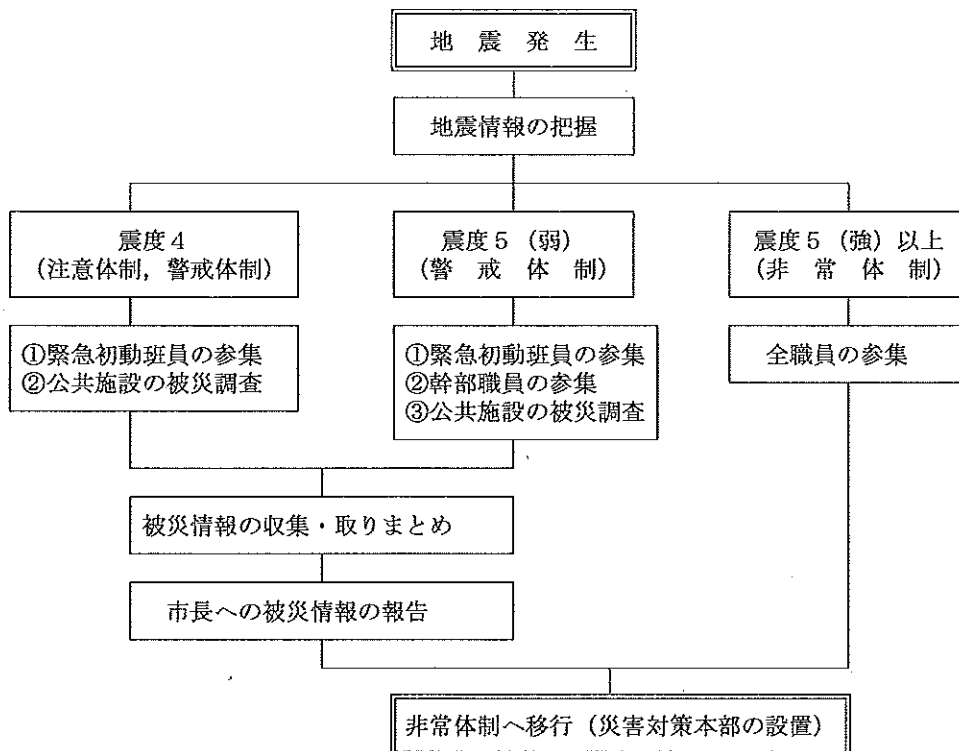 地 震 発 生
地震情報の把握
震度4
(注意体制，警戒体制)
震度5（弱）
(警 戒 体 制)
震度5（強）以上
(非 常 体 制)
①緊急初動班員の参集
②公共施設の被災調査
①緊急初動班員の参集
②幹部職員の参集
③公共施設の被災調査
全職員の参集
被災情報の収集・取りまとめ
市長への被災情報の報告
非常体制へ移行（災害対策本部の設置）